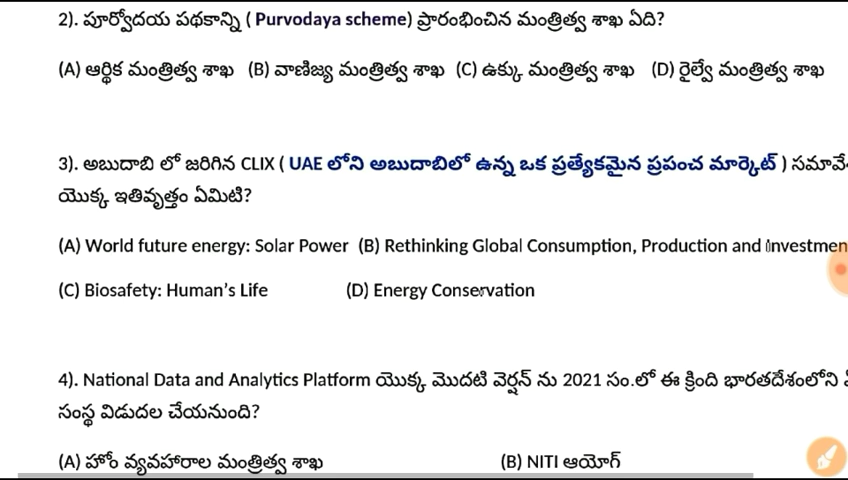 2). పూర్వోదయ పథకాన్ని ( Purvodaya scheme) ప్రారంభించిన మంత్రిత్వ శాఖ ఏది?
(A) ఆర్థిక మంత్రిత్వ శాఖ (B) వాణిజ్య మంత్రిత్వ శాఖ (C) ఉక్కు మంత్రిత్వ శాఖ (D) రైల్వే మంత్రిత్వ శాఖ
3). అబుదాబి లో జరిగిన CLIX ( UAE లోని అబుదాబిలో ఉన్న ఒక ప్రత్యేకమైన ప్రపంచ మార్కెట్ ) సమావే
యొక్క ఇతివృత్తం ఏమిటి?
(A) World future energy: Solar Power (B) Rethinking Global Consumption, Production and Investmen
(C) Biosafety: Human's Life (D) Energy Conservation
4). National Data and Analytics Platform యొక్క మొదటి వెర్షన్ ను 2021 సం.లో ఈ క్రింది భారతదేశంలోని
సంస్థ విడుదల చేయనుంది?
(A) హోం వ్యవహారాల మంత్రిత్వ శాఖ (B) NITI ఆయోగ్